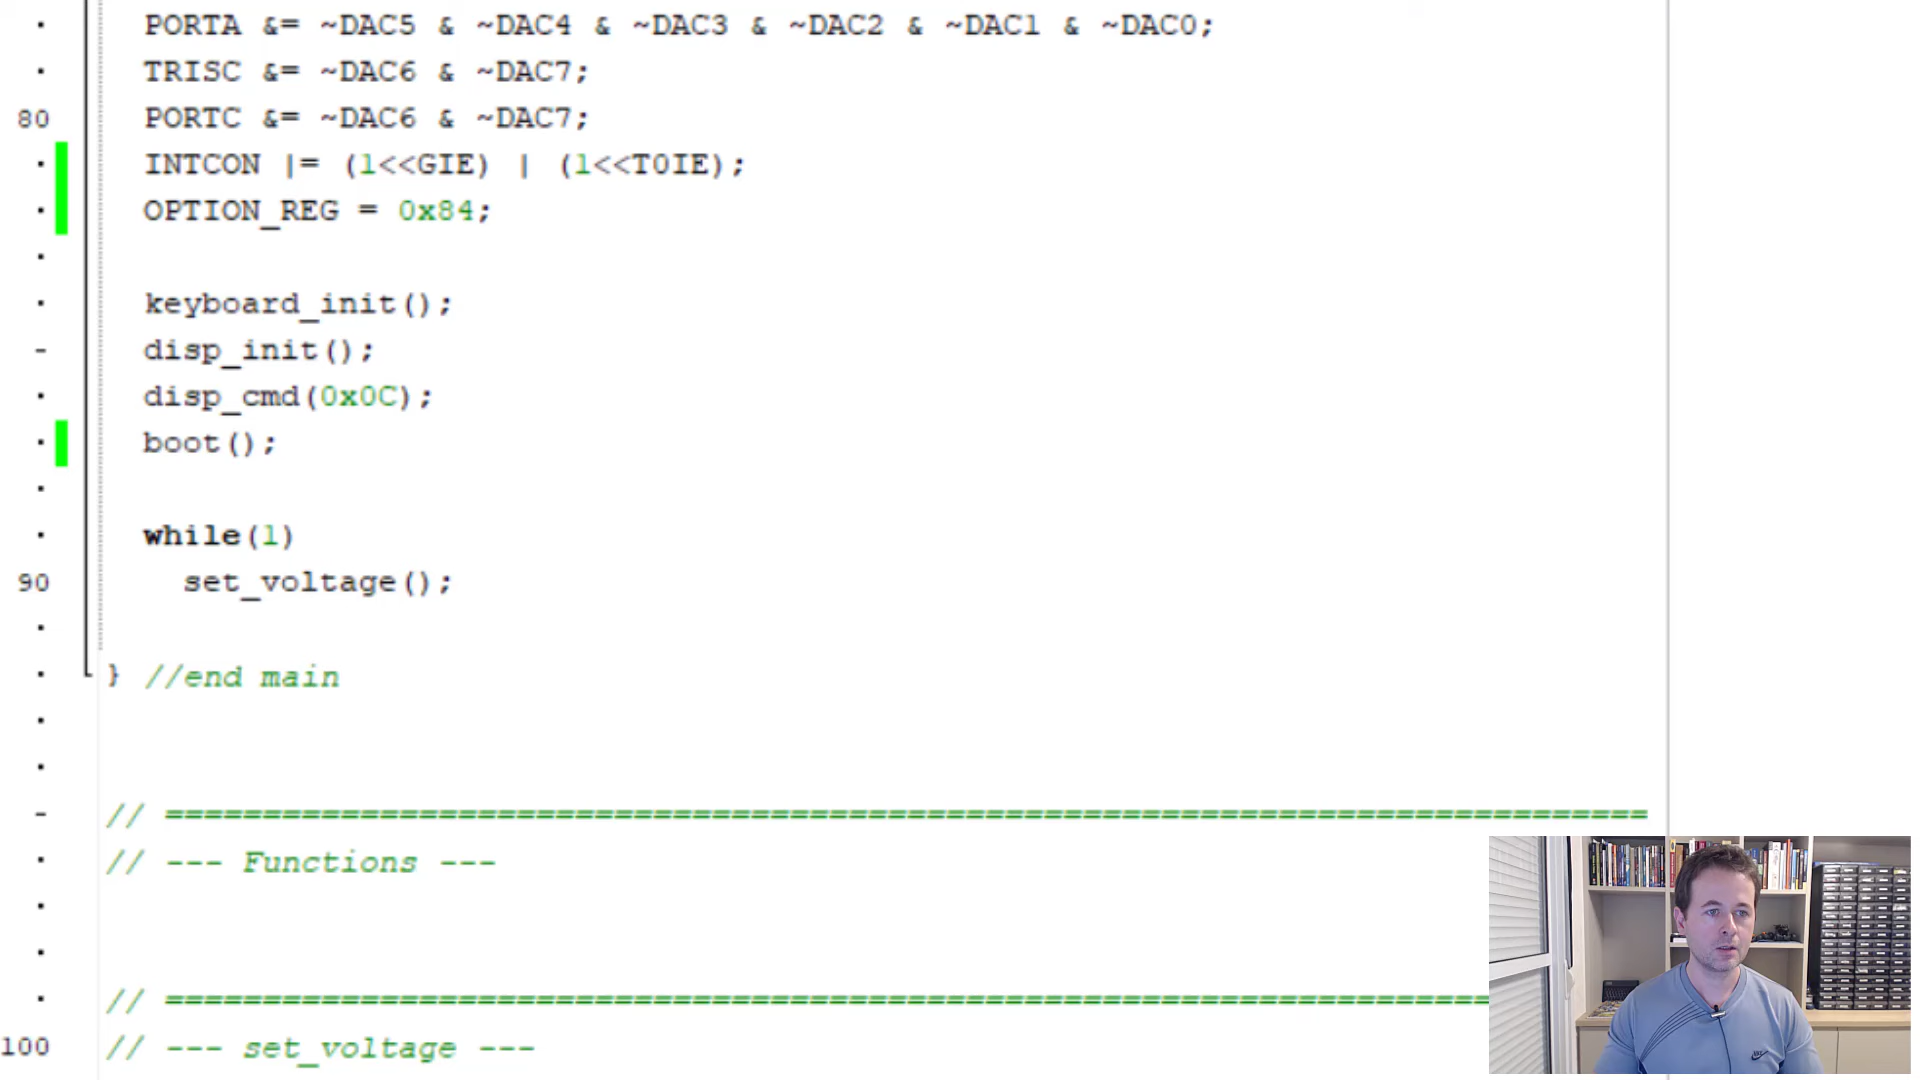 PORTA &= ~DAC5 & ~DAC4 & ~DAC3 & ~DAC2 & ~DAC1 & ~DAC0;
TRISC &= ~DAC6 & ~DAC7;
80 PORTC &= ~DAC6 & ~DAC7;
INTCON |= (1<<GIE) | (1<<T0IE);
OPTION_REG = 0x84;
keyboard_init();
disp_init();
disp_cmd(0x0C);
boot();
while(1)
90 set_voltage();
} //end main
// ============================================================================
// --- Functions ---
// ====================================================================
100 // --- set_voltage ---